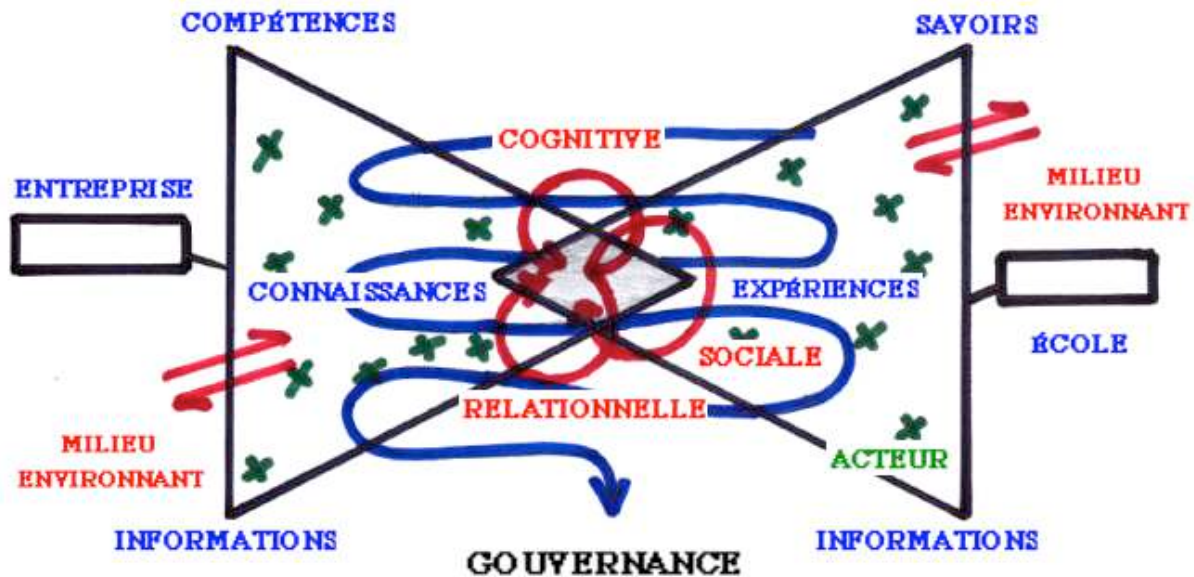 COMPÉTENCES
SAVOIRS
COGNITIVE
ENTREPRISE
MILIEU
ENVIRONNANT
CONNAISSANCES
EXPÉRIENCES
ÉCOLE
SOCIALE
RELATIONNELLE
MILIEU
ENVIRONNANT
ACTEUR
INFORMATIONS
INFORMATIONS
GOUVERNANCE